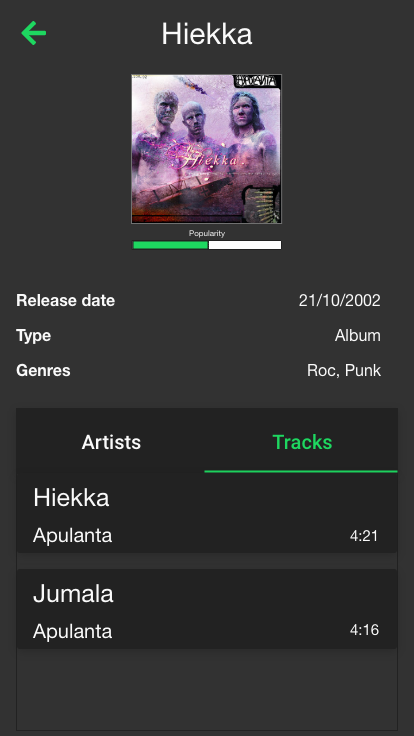 Hiekka
Hiekka.
Popularity
Release date 21/10/2002
Type Album
Genres Roc, Punk
Artists Tracks
Hiekka
Apulanta 4:21
Jumala
Apulanta 4:16